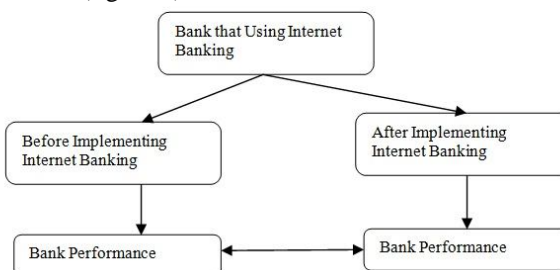 Bank that Using Internet
Banking
Before Implementing
Internet Banking
After Implementing
Internet Banking
Bank Performance
Bank Performance